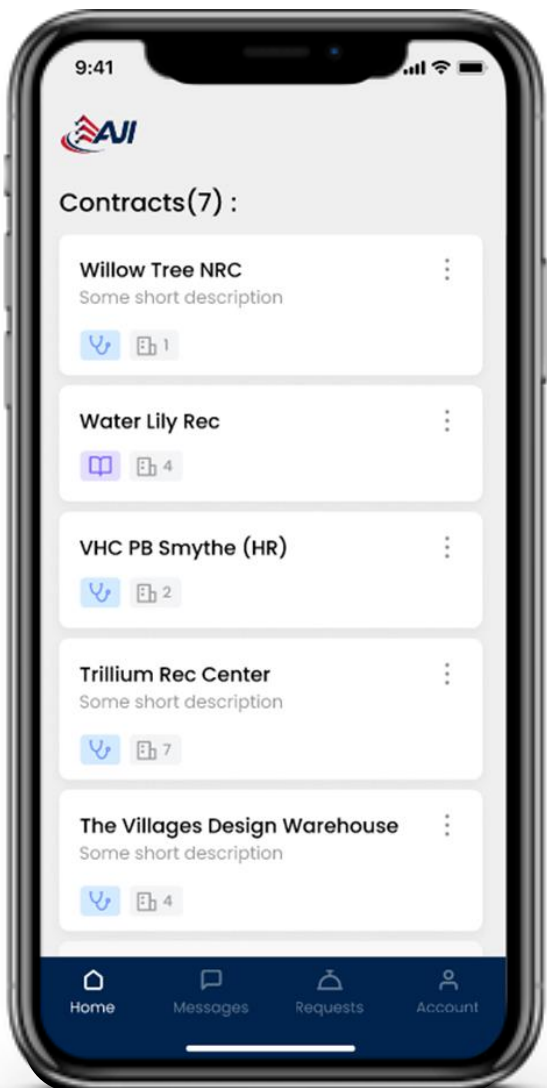 9:41
AJI
Contracts(7) :
Willow Tree NRC
Some short description
1
Water Lily Rec
4
VHC PB Smythe (HR)
2
Trillium Rec Center
Some short description
7
The Villages Design Warehouse
Some short description
4
Home Messages Requests Account